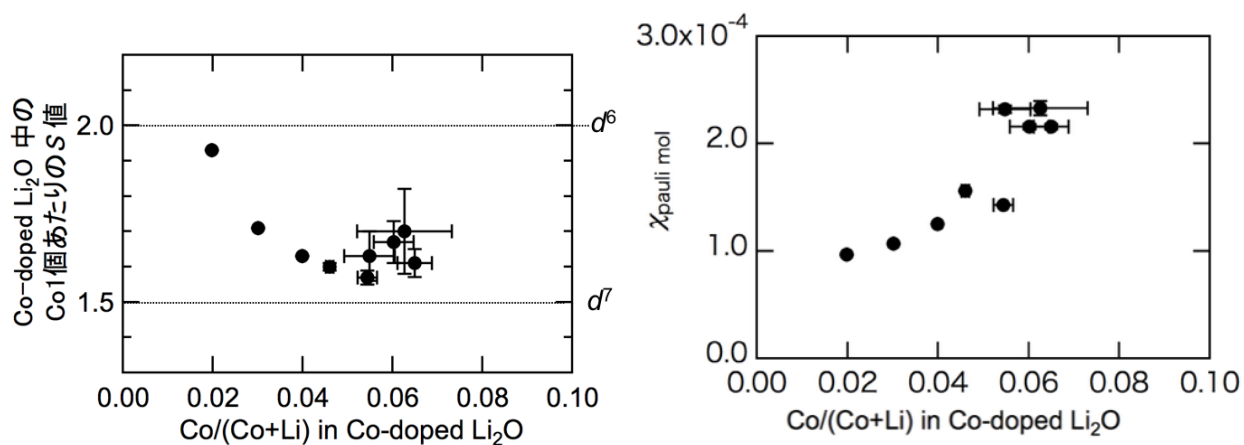 Co-doped Li2O 中の
Co1個あたりのS 値
2.0
1.5
d6
d7
0.00 0.02 0.04 0.06 0.08 0.10
Co/(Co+Li) in Co-doped Li2O
χpauli mol
3.0x10-4
2.0
1.0
0.0
0.00 0.02 0.04 0.06 0.08 0.10
Co/(Co+Li) in Co-doped Li2O